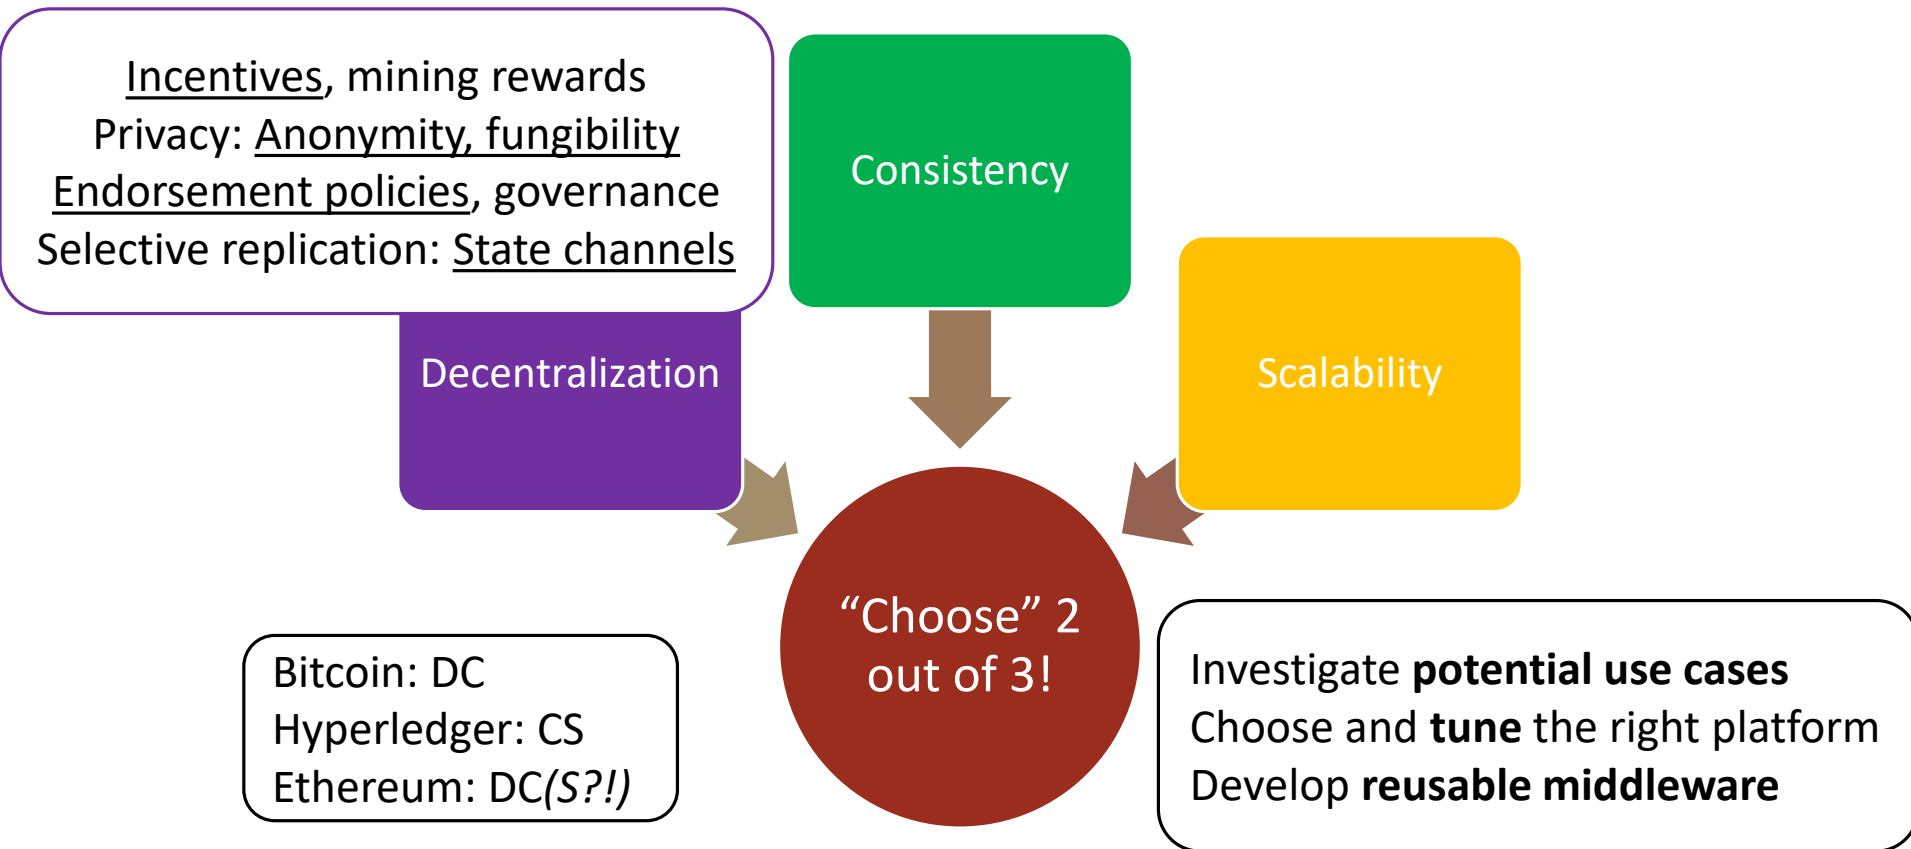 Incentives, mining rewards
Privacy: Anonymity, fungibility
Endorsement policies, governance
Selective replication: State channels
Consistency
Decentralization
Scalability
“Choose” 2
out of 3!
Bitcoin: DC
Hyperledger: CS
Ethereum: DC(S?!)
Investigate potential use cases
Choose and tune the right platform
Develop reusable middleware